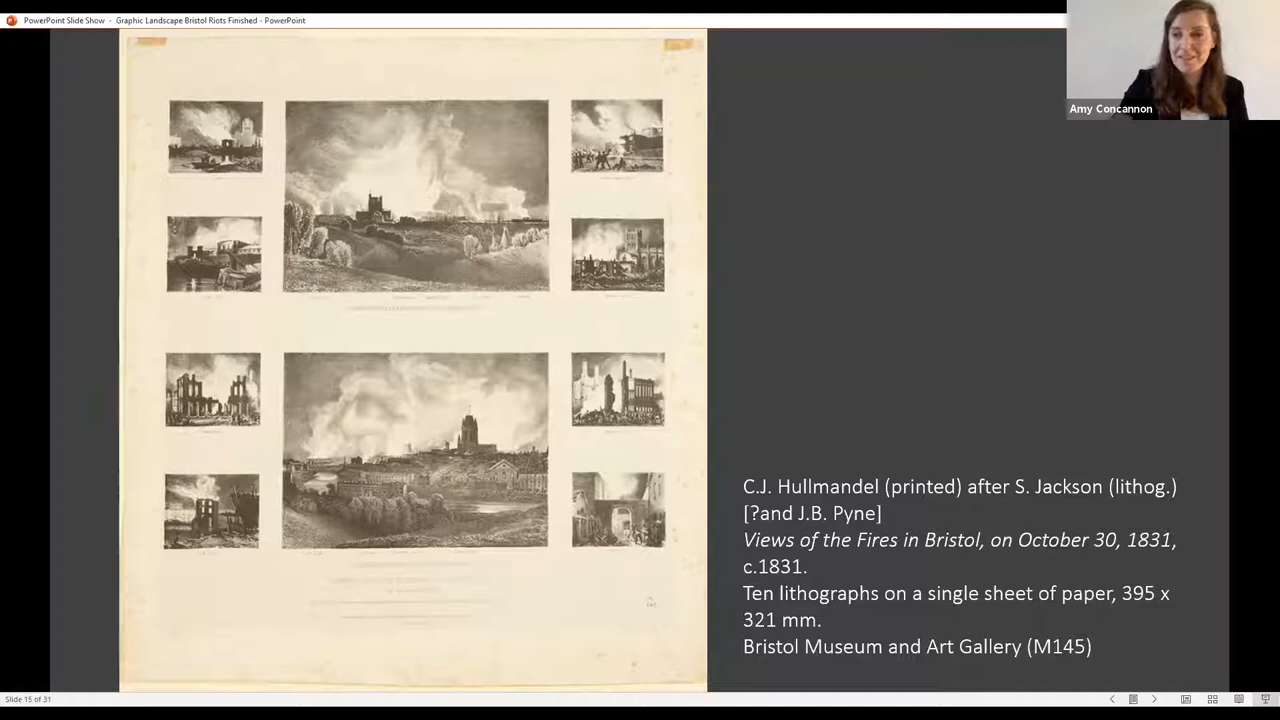 PowerPoint Slide Show - Graphic Landscape Bristol Riots Finished - PowerPoint
Amy Concannon
C.J. Hullmandel (printed) after S. Jackson (lithog.)
[?and J.B. Pyne]
Views of the Fires in Bristol, on October 30, 1831,
c.1831.
Ten lithographs on a single sheet of paper, 395 x
321 mm.
Bristol Museum and Art Gallery (M145)
Slide 15 of 31